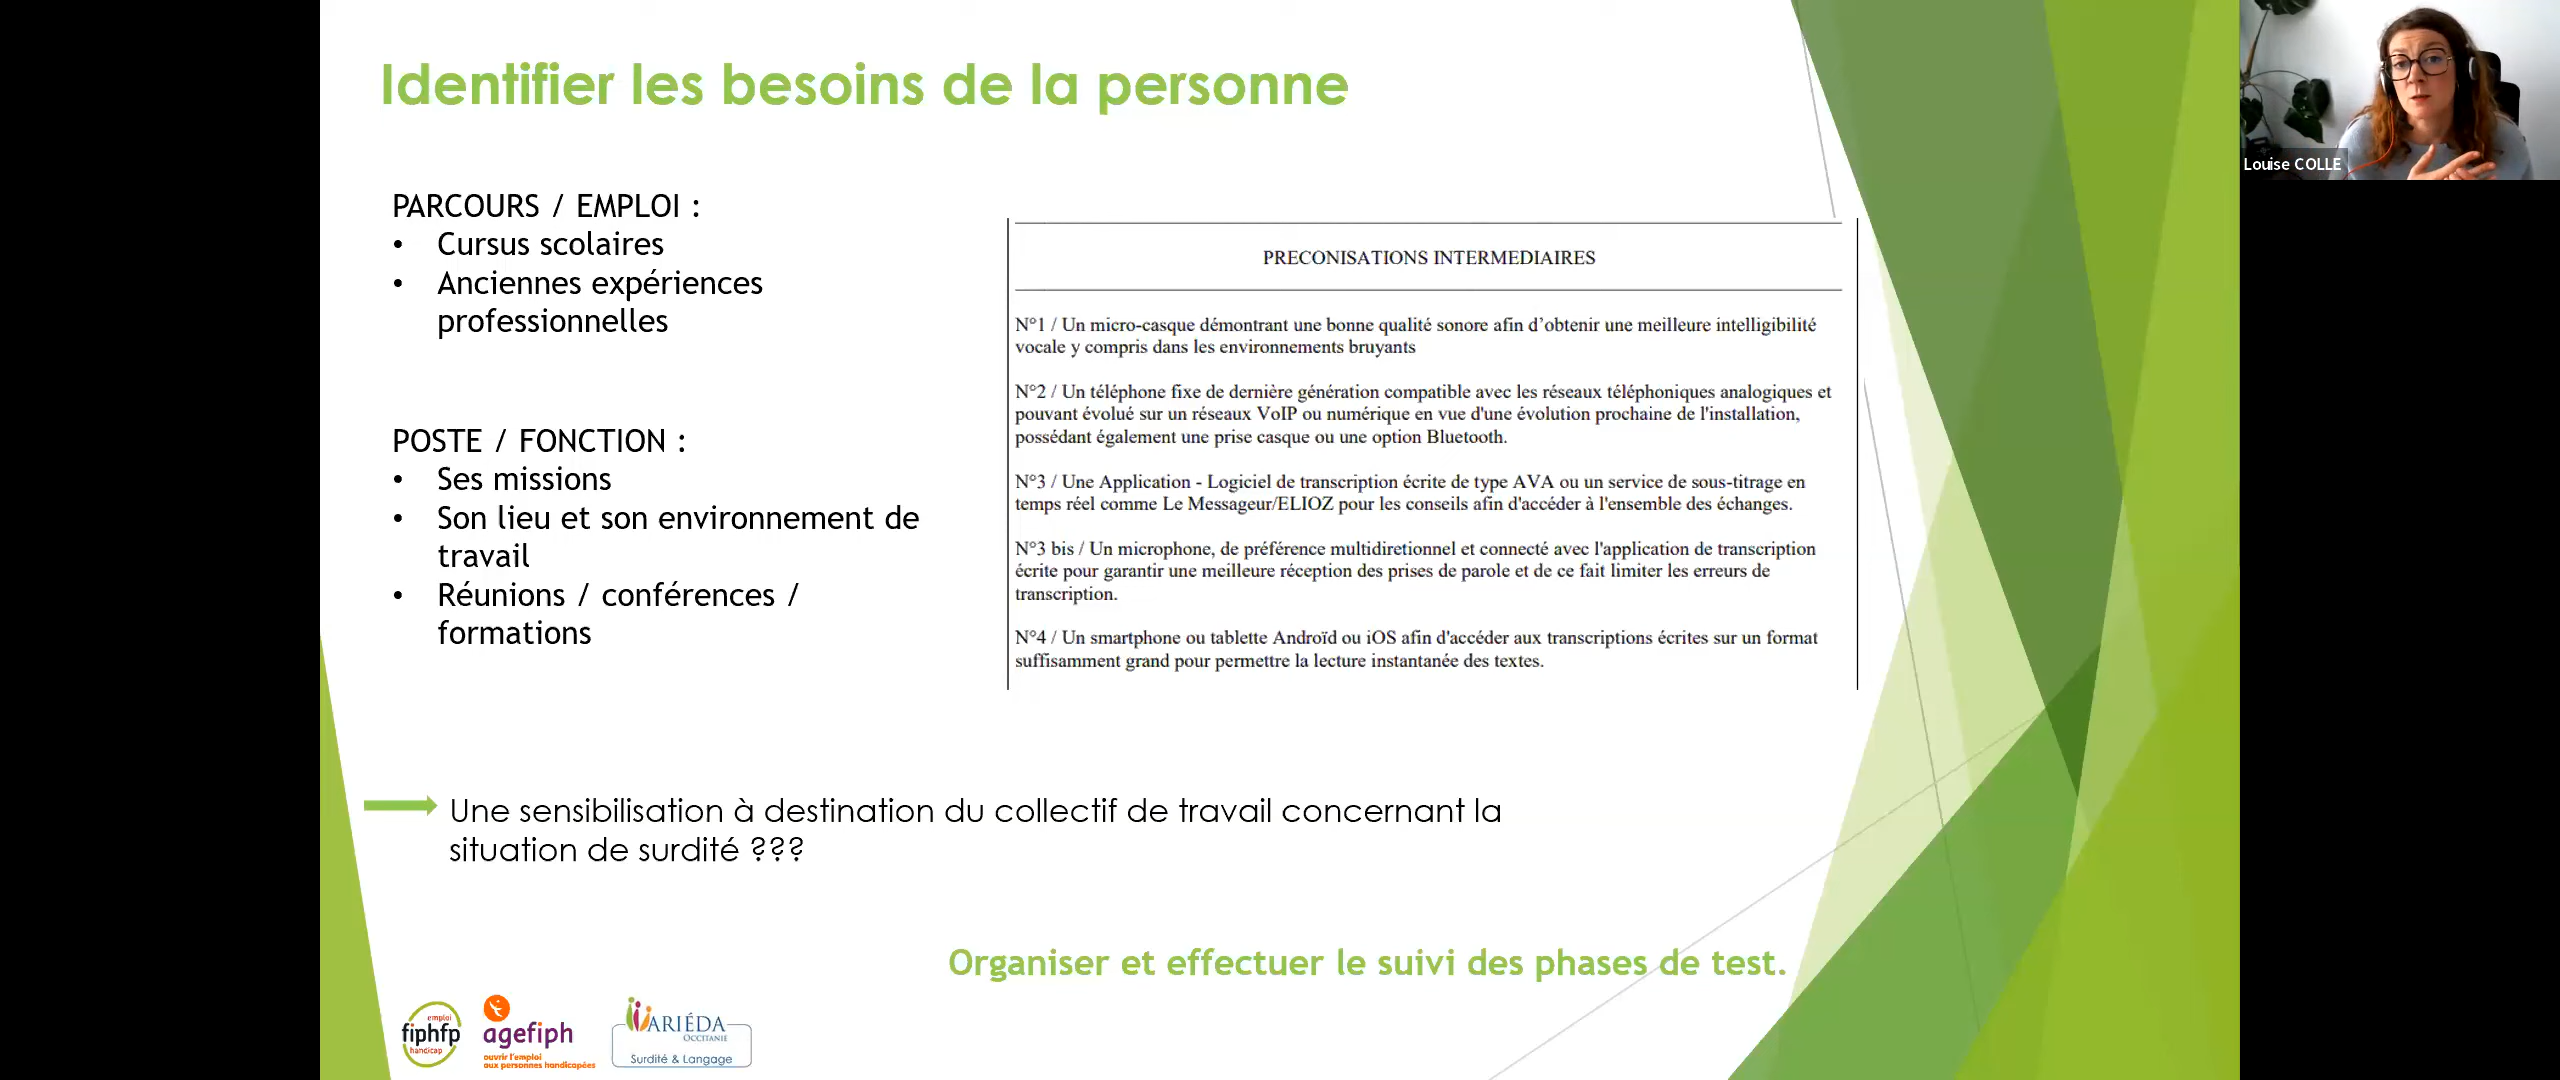 Identifier les besoins de la personne
PARCOURS / EMPLOI :
• Cursus scolaires
• Anciennes expériences
professionnelles
POSTE / FONCTION :
• Ses missions
• Son lieu et son environnement de
travail
• Réunions / conférences /
formations
PRECONISATIONS INTERMEDIAIRES
N°1 / Un micro-casque démontrant une bonne qualité sonore afin d’obtenir une meilleure intelligibilité
vocale y compris dans les environnements bruyants
N°2 / Un téléphone fixe de dernière génération compatible avec les réseaux téléphoniques analogiques et
pouvant évolué sur un réseaux VoIP ou numérique en vue d'une évolution prochaine de l'installation,
possédant également une prise casque ou une option Bluetooth.
N°3 / Une Application - Logiciel de transcription écrite de type AVA ou un service de sous-titrage en
temps réel comme Le Messageur/ELIOZ pour les conseils afin d'accéder à l'ensemble des échanges.
N°3 bis / Un microphone, de préférence multidiretionnel et connecté avec l'application de transcription
écrite pour garantir une meilleure réception des prises de parole et de ce fait limiter les erreurs de
transcription.
N°4 / Un smartphone ou tablette Androïd ou iOS afin d'accéder aux transcriptions écrites sur un format
suffisamment grand pour permettre la lecture instantanée des textes.
Une sensibilisation à destination du collectif de travail concernant la
situation de surdité ???
Organiser et effectuer le suivi des phases de test.
emploi
fiphfp
handicap
agefiph
ouvrir l'emploi
aux personnes handicapées
ARIÉDA
OCCITANIE
Surdité & Langage
Louise COLLE